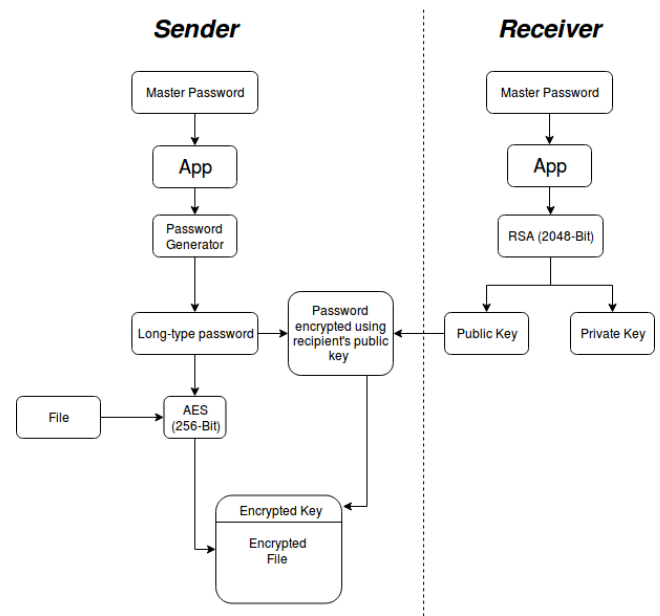 Sender
Receiver
Master Password
Master Password
App
App
Password
Generator
RSA (2048-Bit)
Long-type password
Password
encrypted using
recipient's public
key
Public Key
Private Key
File
AES
(256-Bit)
Encrypted Key
Encrypted
File